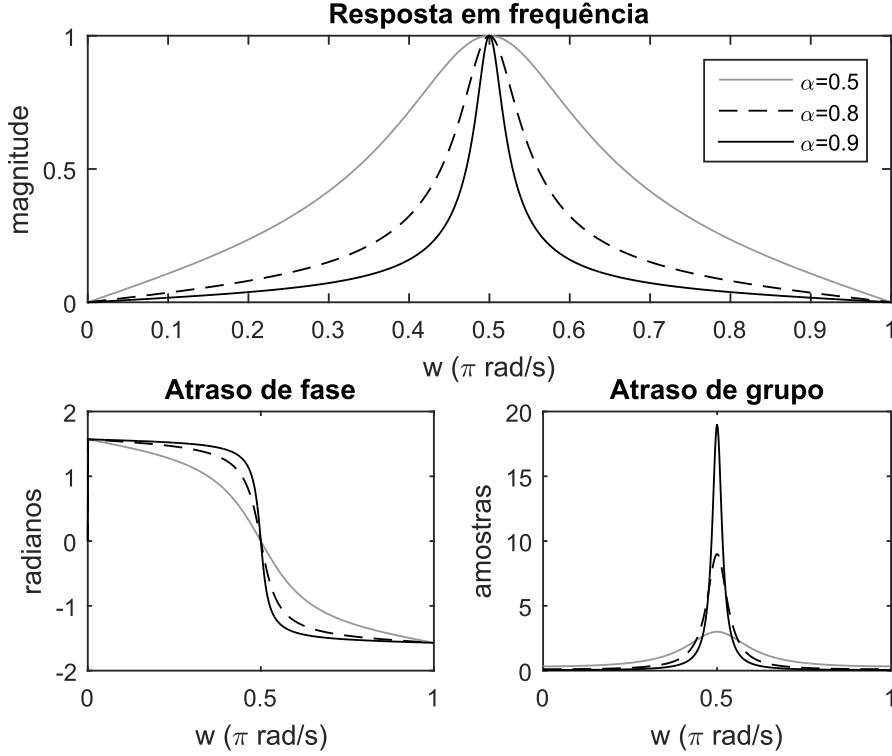 Resposta em frequência
magnitude
1
0.5
0
α=0.5
α=0.8
α=0.9
0 0.1 0.2 0.3 0.4 0.5 0.6 0.7 0.8 0.9 1
w (π rad/s)
Atraso de fase
radianos
2
1
0
-1
-2
0 0.5 1
w (π rad/s)
Atraso de grupo
amostras
20
15
10
5
0
0 0.5 1
w (π rad/s)